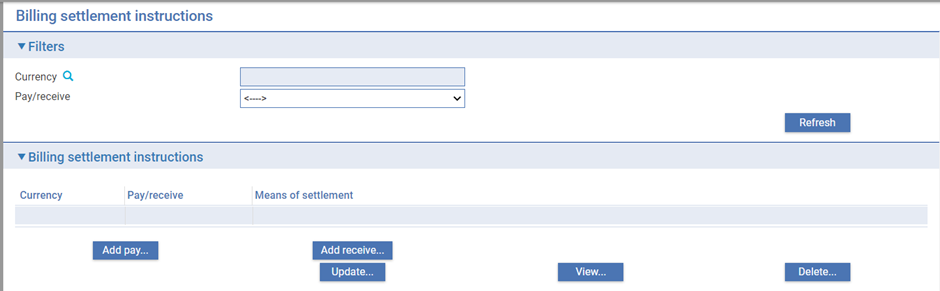 Billing settlement instructions
Filters
Currency
Pay/receive <---->
Refresh
Billing settlement instructions
Currency Pay/receive Means of settlement
Add pay... Add receive...
Update... View... Delete...